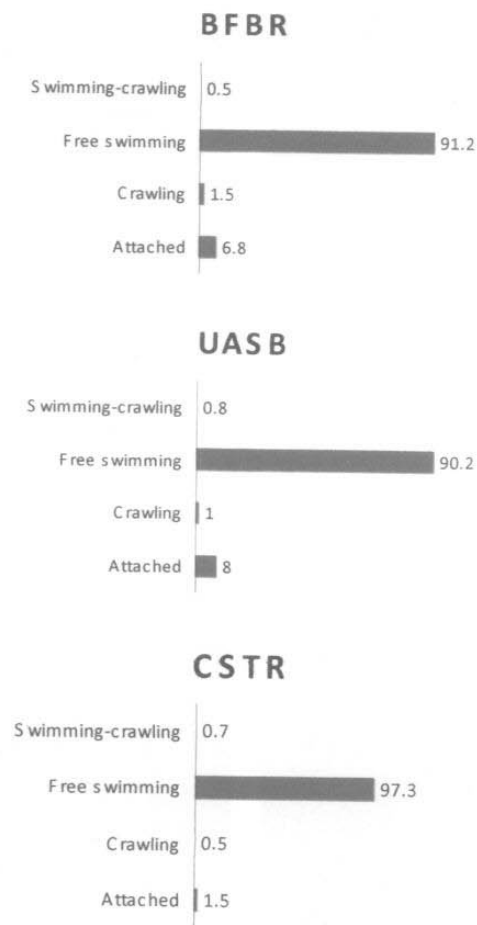 BFBR
Swimming-crawling 0.5
Free swimming 91.2
Crawling 1.5
Attached 6.8
UASB
Swimming-crawling 0.8
Free swimming 90.2
Crawling 1
Attached 8
CSTR
Swimming-crawling 0.7
Free swimming 97.3
Crawling 0.5
Attached 1.5